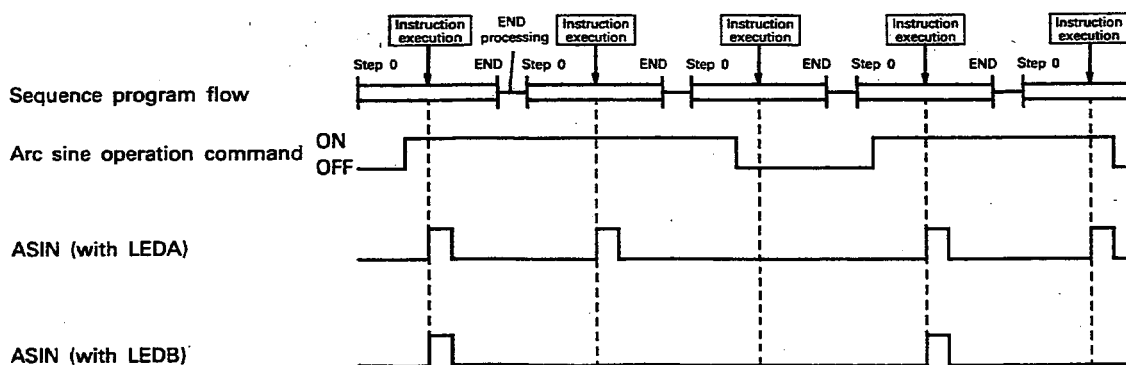 Instruction execution
END processing
Instruction execution
Instruction execution
Instruction execution
Instruction execution
Step 0 END Step 0 END Step 0 END Step 0 END Step 0
Sequence program flow
Arc sine operation command ON
OFF
ASIN (with LEDA)
ASIN (with LEDB)